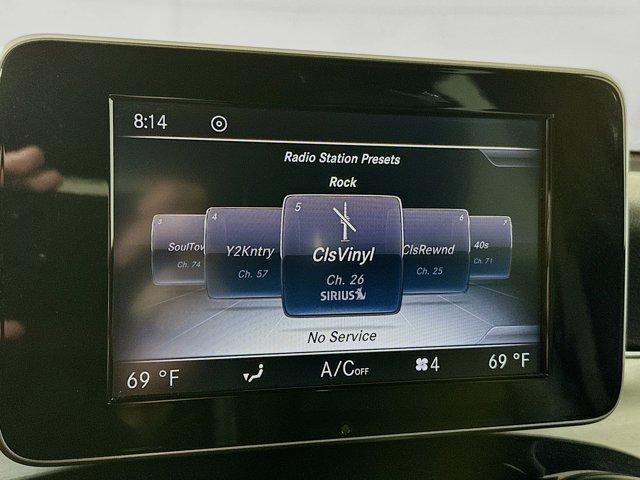 8:14
Radio Station Presets
Rock
3 4 5 6 7
SoulTow Y2Kntry ClsVinyl ClsRewnd 40s
Ch. 74 Ch. 57 Ch. 26 Ch. 25 Ch. 71
SIRIUS
No Service
69 °F A/C OFF 4 69 °F